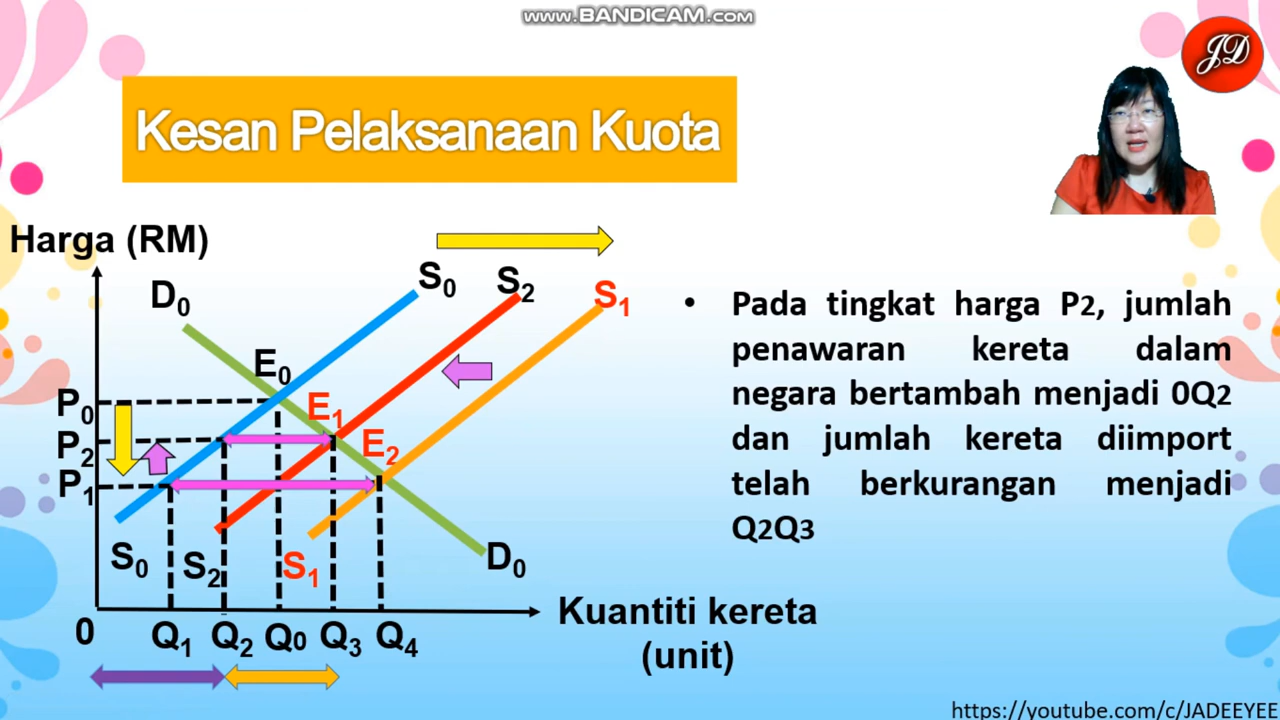 www.BANDICAM.com
JD
Kesan Pelaksanaan Kuota
Harga (RM)
D0
S0
S2
S1
E0
E1
E2
P0
P2
P1
S0
S2
S1
D0
0
Q1
Q2
Q0
Q3
Q4
Kuantiti kereta
(unit)
• Pada tingkat harga P2, jumlah
penawaran kereta dalam
negara bertambah menjadi 0Q2
dan jumlah kereta diimport
telah berkurangan menjadi
Q2Q3
https://youtube.com/c/JADEEYEE